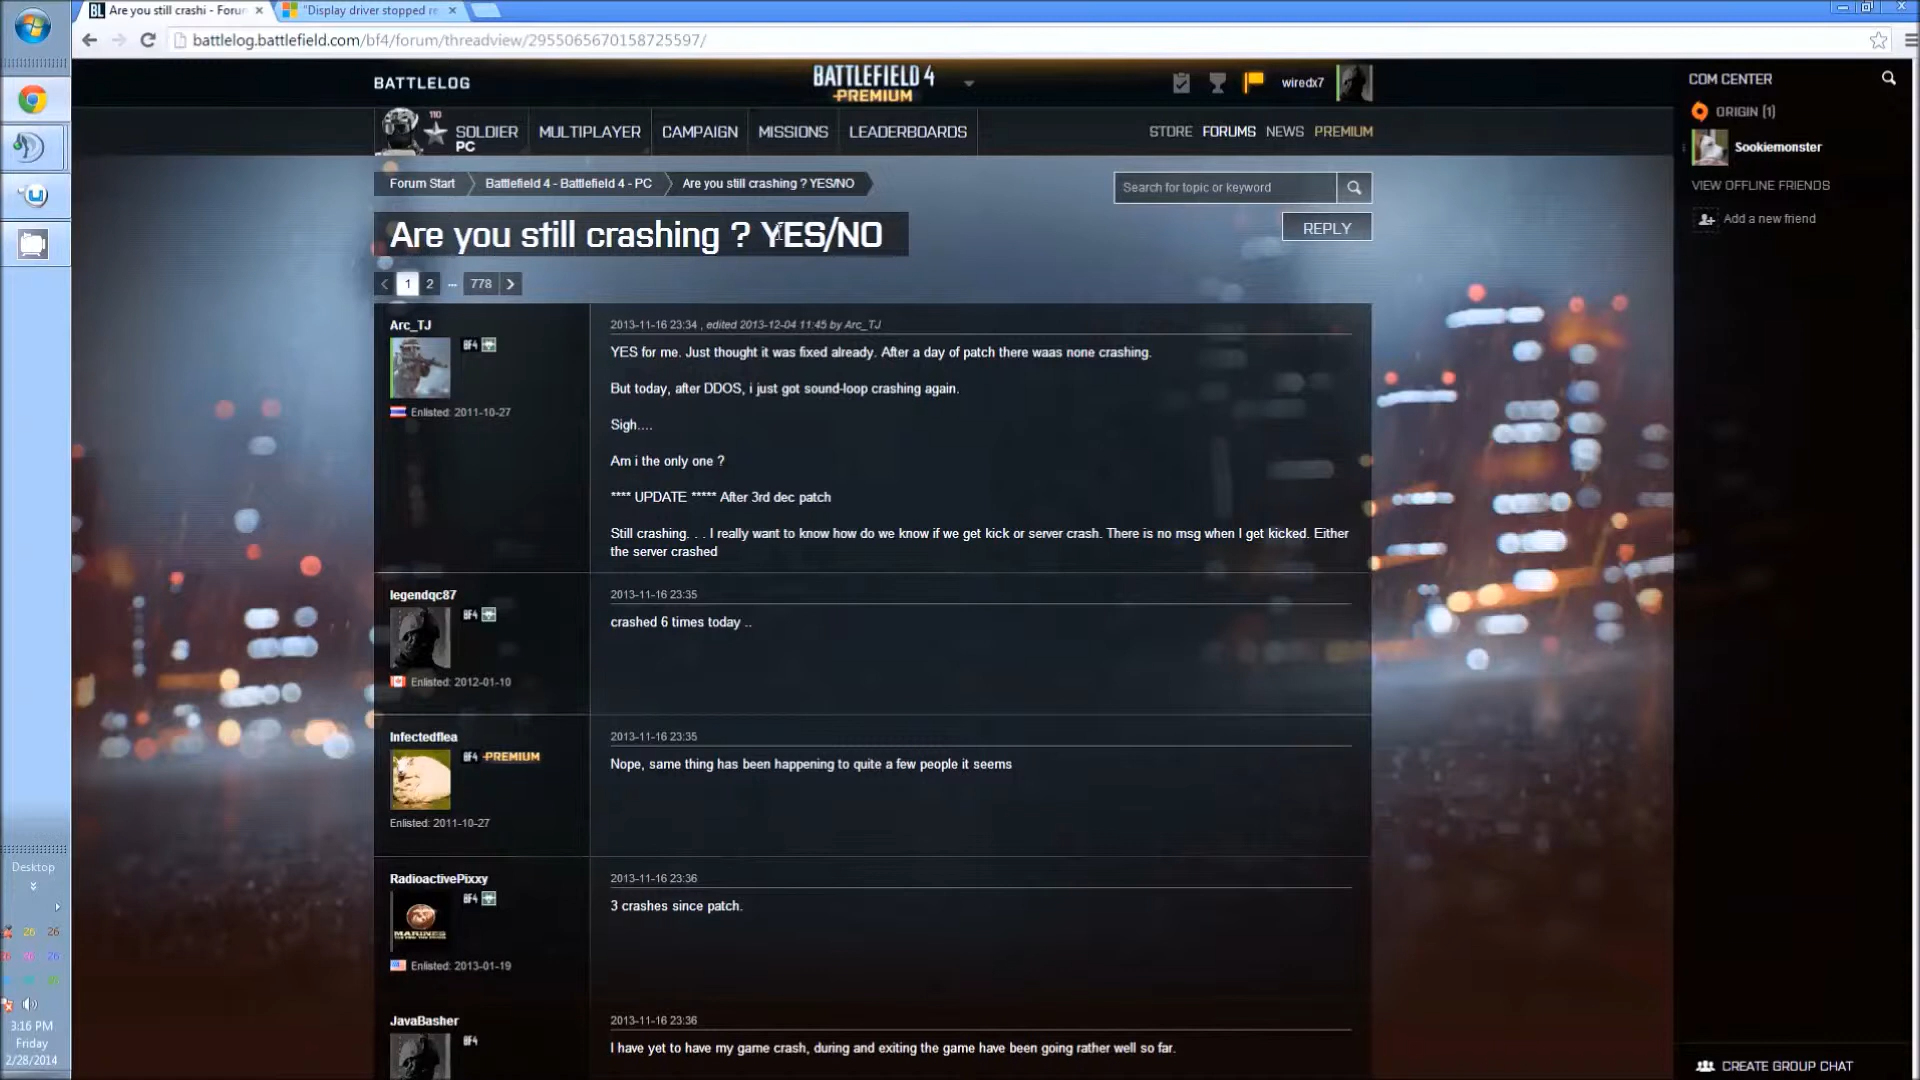 Are you still crashi - Forum
"Display driver stopped re
battlelog.battlefield.com/bf4/forum/threadview/2955065670158725597/
BATTLELOG
BATTLEFIELD 4
PREMIUM
wiredx7
COM CENTER
ORIGIN (1)
Sookiemonster
VIEW OFFLINE FRIENDS
Add a new friend
110
SOLDIER
PC
MULTIPLAYER
CAMPAIGN
MISSIONS
LEADERBOARDS
STORE
FORUMS
NEWS
PREMIUM
Forum Start
Battlefield 4 - Battlefield 4 - PC
Are you still crashing ? YES/NO
Search for topic or keyword
Are you still crashing ? YES/NO
REPLY
1 2 ... 778
Arc_TJ
BF4
Enlisted: 2011-10-27
2013-11-16 23:34 , edited 2013-12-04 11:45 by Arc_TJ
YES for me. Just thought it was fixed already. After a day of patch there waas none crashing.
But today, after DDOS, i just got sound-loop crashing again.
Sigh....
Am i the only one ?
**** UPDATE ***** After 3rd dec patch
Still crashing. . . I really want to know how do we know if we get kick or server crash. There is no msg when I get kicked. Either
the server crashed
legendqc87
BF4
Enlisted: 2012-01-10
2013-11-16 23:35
crashed 6 times today ..
Infectedflea
BF4 PREMIUM
Enlisted: 2011-10-27
2013-11-16 23:35
Nope, same thing has been happening to quite a few people it seems
RadioactivePixxy
BF4
MARINES
Enlisted: 2013-01-19
2013-11-16 23:36
3 crashes since patch.
JavaBasher
BF4
2013-11-16 23:36
I have yet to have my game crash, during and exiting the game have been going rather well so far.
Desktop
26 26
3:16 PM
Friday
2/28/2014
CREATE GROUP CHAT